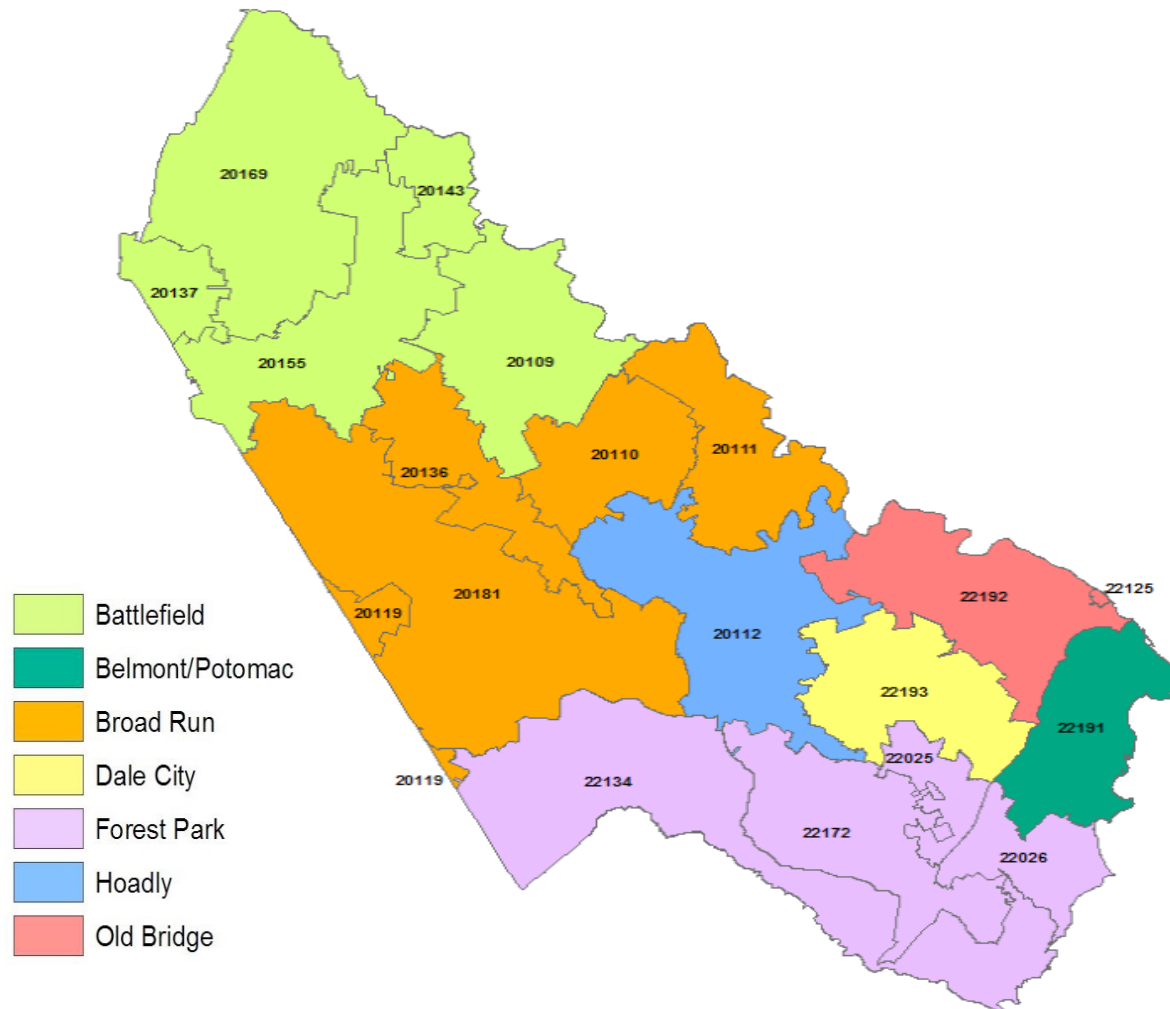 20169
20143
20137
20155
20109
20110
20111
20136
22125
22192
20181
20119
20112
22193
22191
22025
20119
22134
22172
22026
Battlefield
Belmont/Potomac
Broad Run
Dale City
Forest Park
Hoadly
Old Bridge